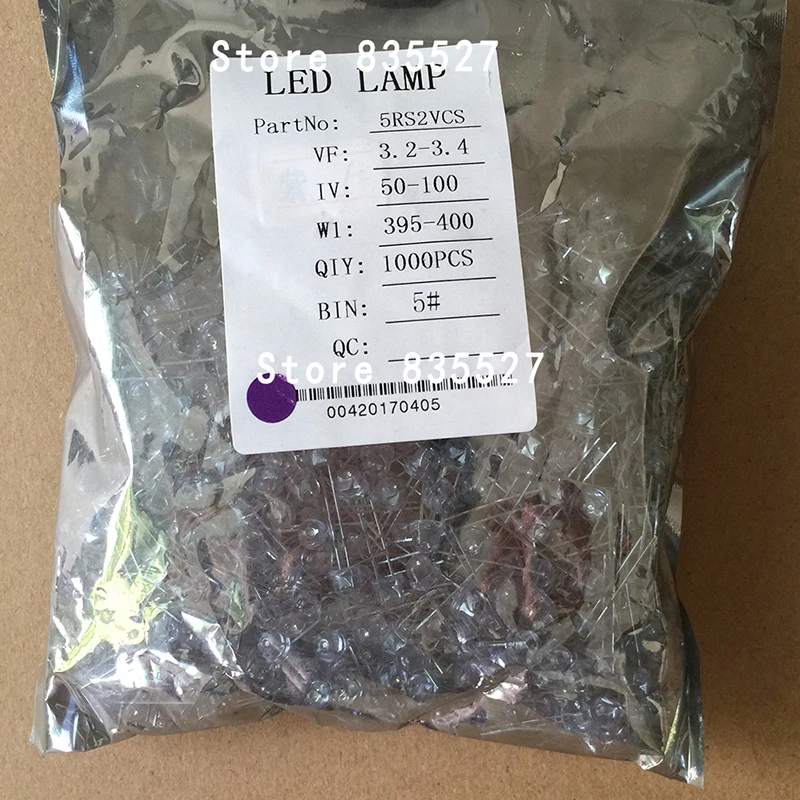 Store 835527
LED LAMP
PartNo: 5RS2VCS
VF: 3.2-3.4
IV: 50-100
W1: 395-400
QIY: 1000PCS
BIN: 5#
QC:
Store 835527
00420170405